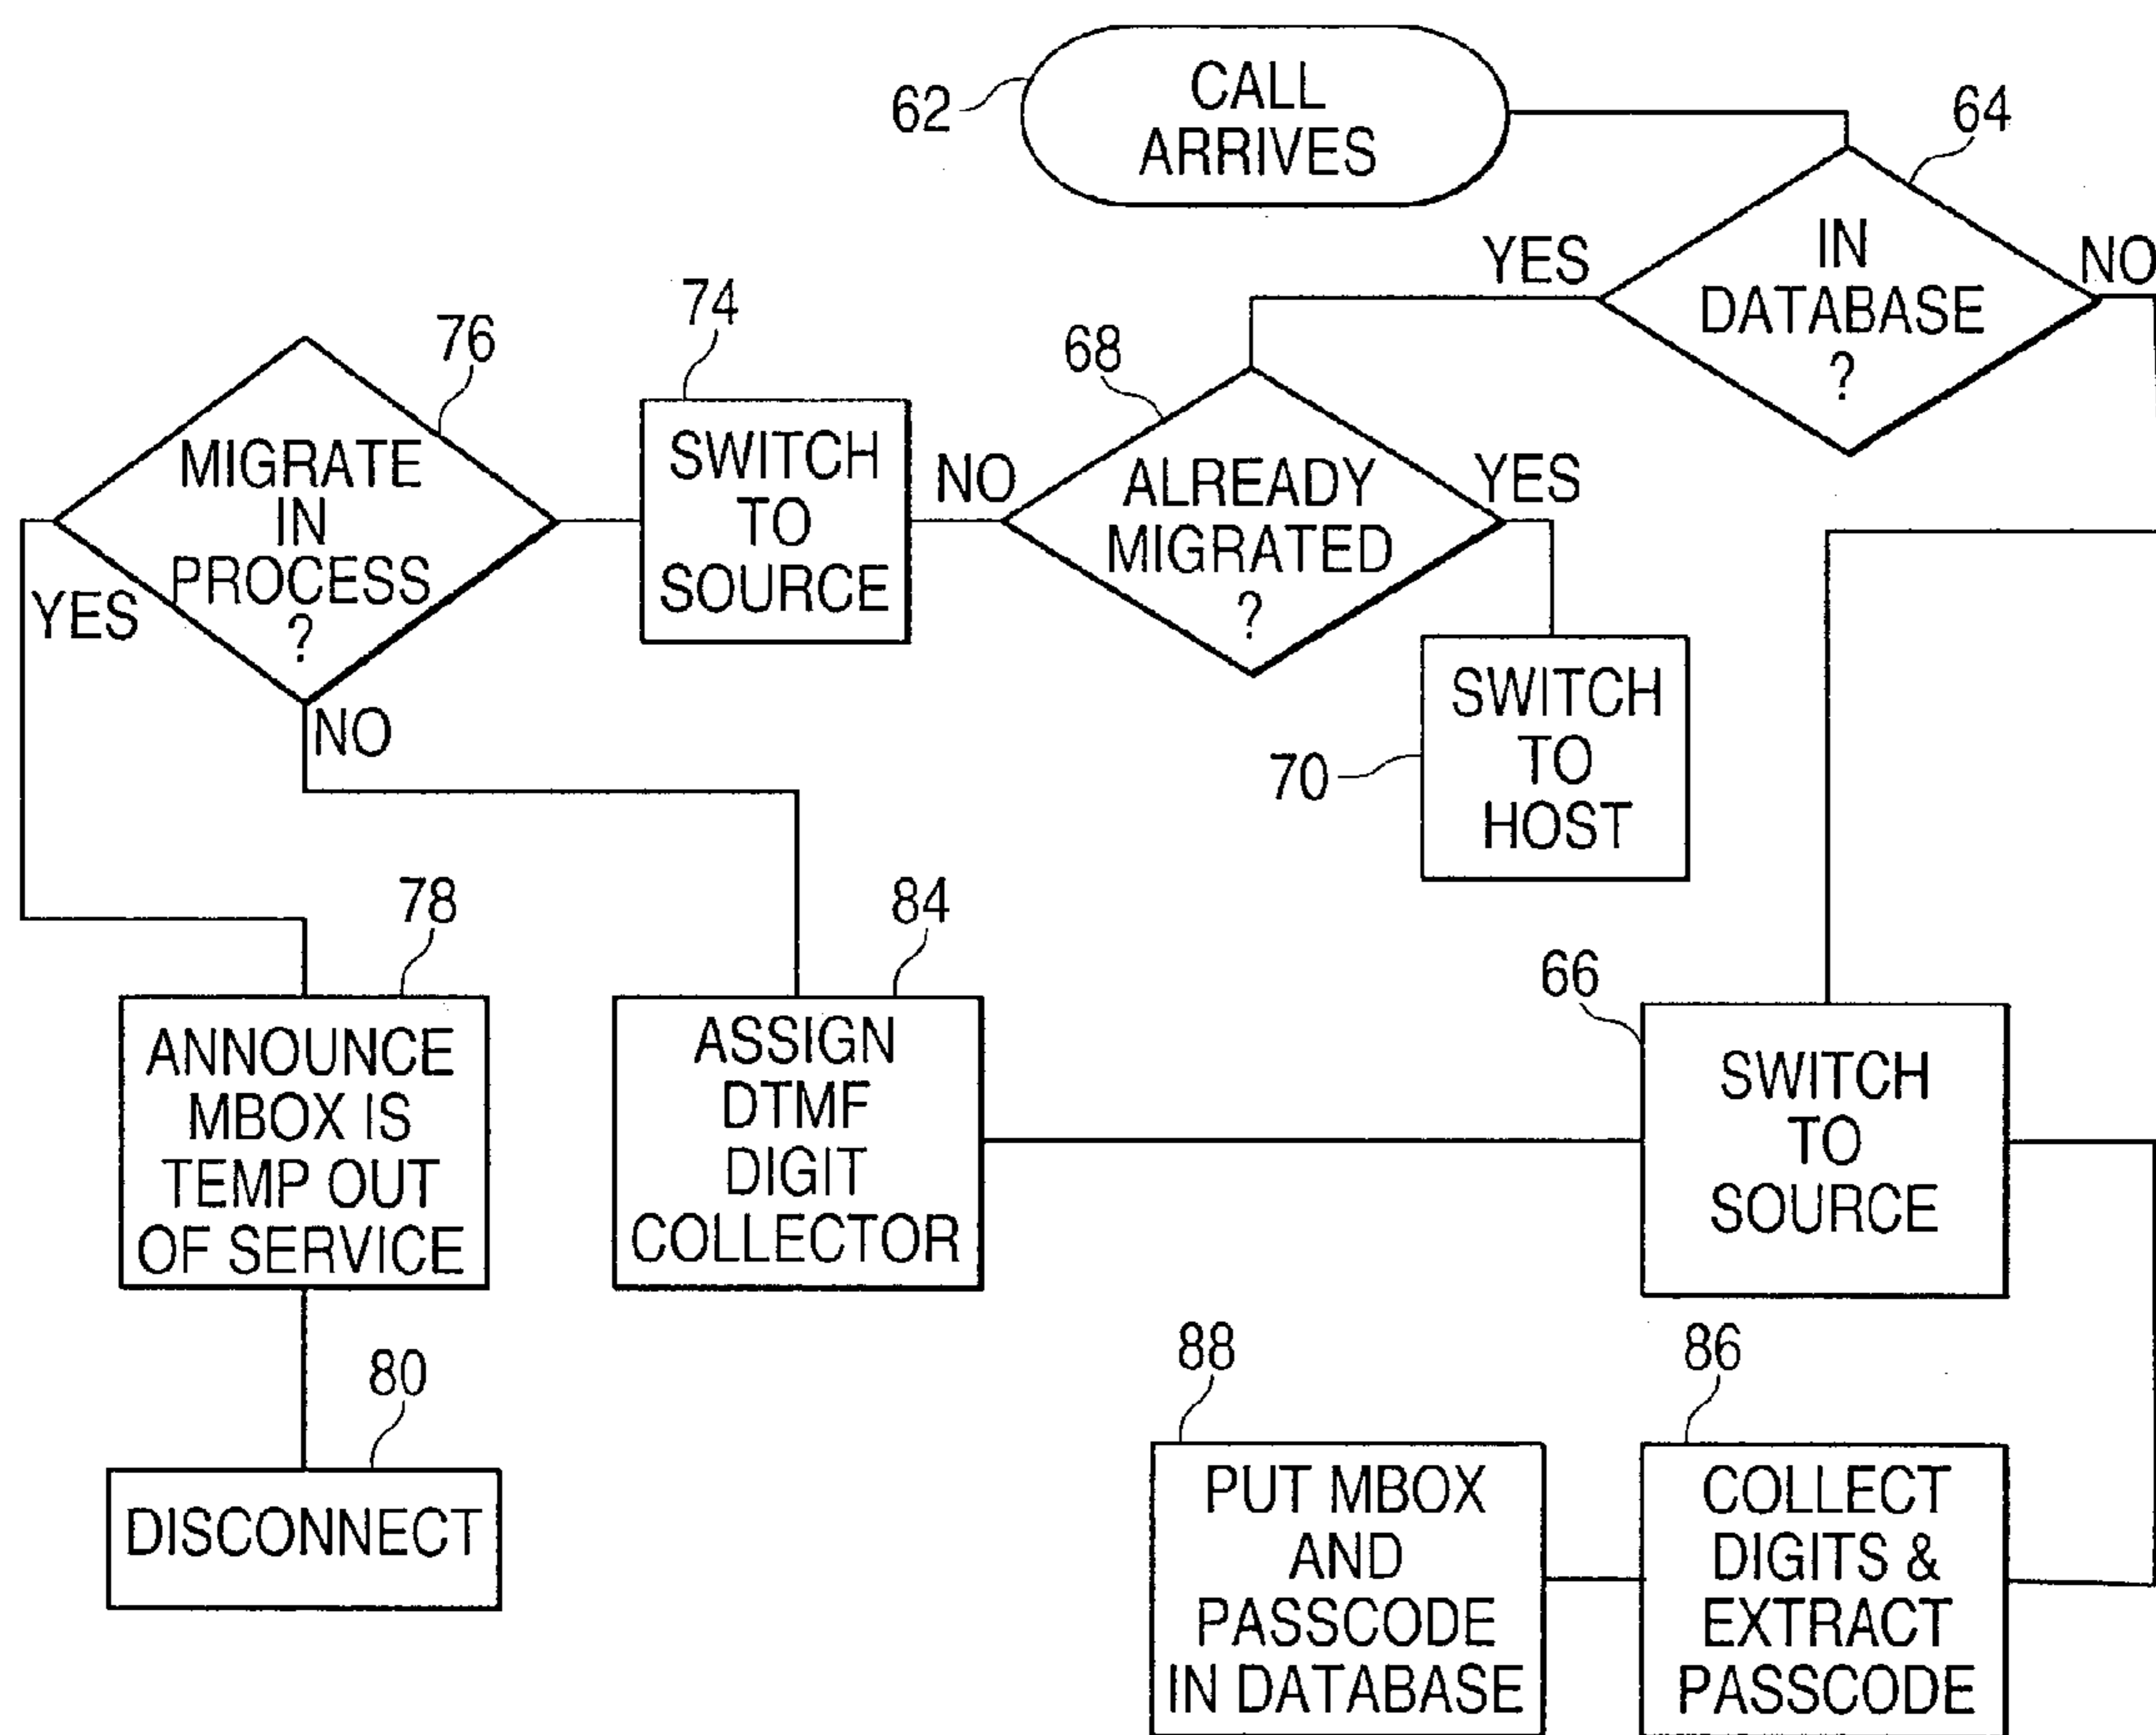 62
CALL
ARRIVES
64
YES
IN
DATABASE
?
NO
74
76
68
MIGRATE
IN
PROCESS
?
YES
NO
SWITCH
TO
SOURCE
NO
ALREADY
MIGRATED
?
YES
70
SWITCH
TO
HOST
78
ANNOUNCE
MBOX IS
TEMP OUT
OF SERVICE
84
ASSIGN
DTMF
DIGIT
COLLECTOR
66
SWITCH
TO
SOURCE
80
DISCONNECT
88
PUT MBOX
AND
PASSCODE
IN DATABASE
86
COLLECT
DIGITS &
EXTRACT
PASSCODE